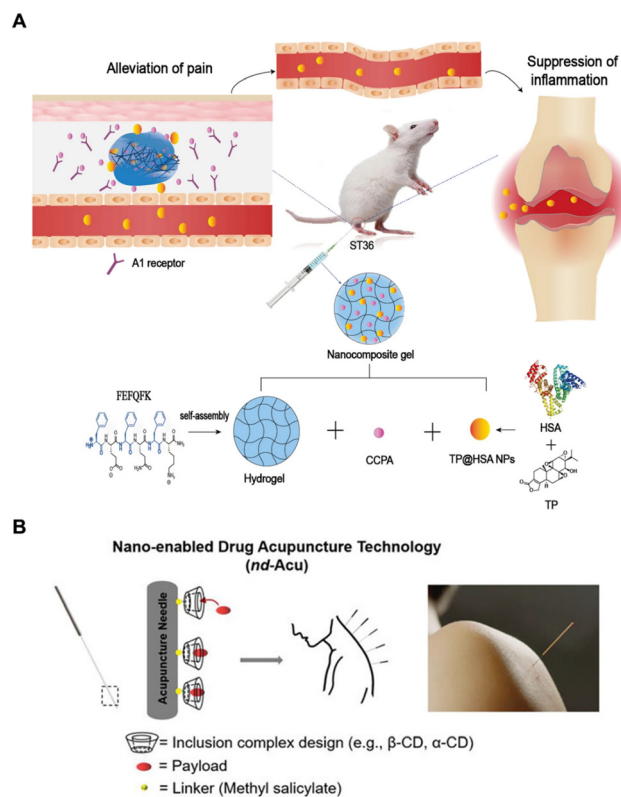 A
Alleviation of pain
Suppression of
inflammation
ST36
A1 receptor
Nanocomposite gel
FEFQFK
self-assembly
Hydrogel
+
CCPA
+
TP@HSA NPs
HSA
+
TP
B
Nano-enabled Drug Acupuncture Technology
(nd-Acu)
Acupuncture Needle
= Inclusion complex design (e.g., β-CD, α-CD)
= Payload
= Linker (Methyl salicylate)